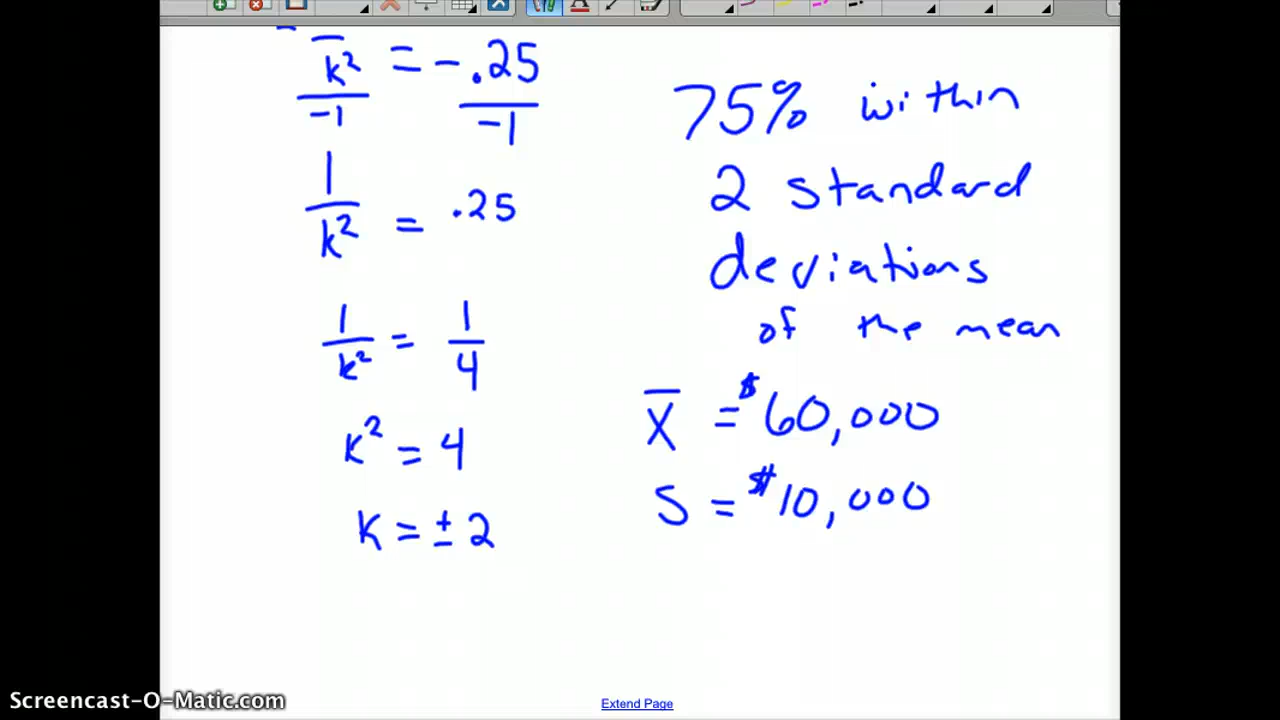 - 1/k² = -.25
-1 -1
1/k² = .25
1/k² = 1/4
k² = 4
k = ± 2
75% within
2 standard
deviations
of the mean
x̄ = $60,000
s = $10,000
Extend Page
Screencast-O-Matic.com